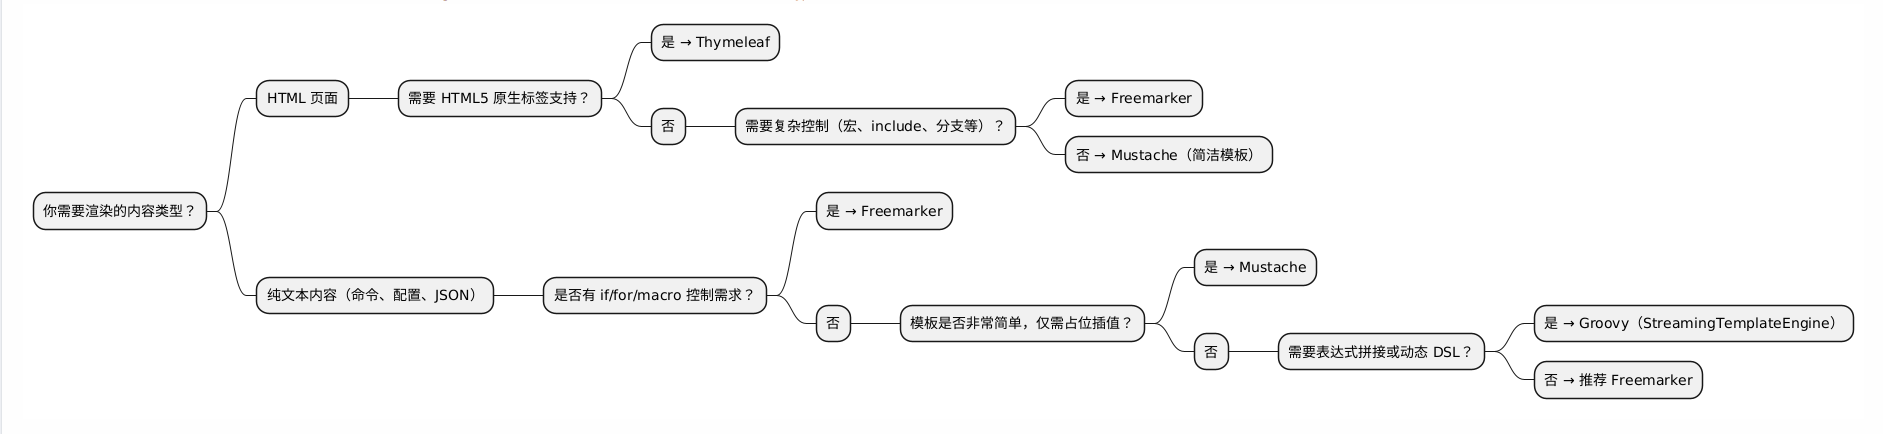 你需要渲染的内容类型？
HTML 页面
需要 HTML5 原生标签支持？
是 → Thymeleaf
否
需要复杂控制（宏、include、分支等）？
是 → Freemarker
否 → Mustache（简洁模板）
纯文本内容（命令、配置、JSON）
是否有 if/for/macro 控制需求？
是 → Freemarker
否
模板是否非常简单，仅需占位插值？
是 → Mustache
否
需要表达式拼接或动态 DSL？
是 → Groovy（StreamingTemplateEngine）
否 → 推荐 Freemarker